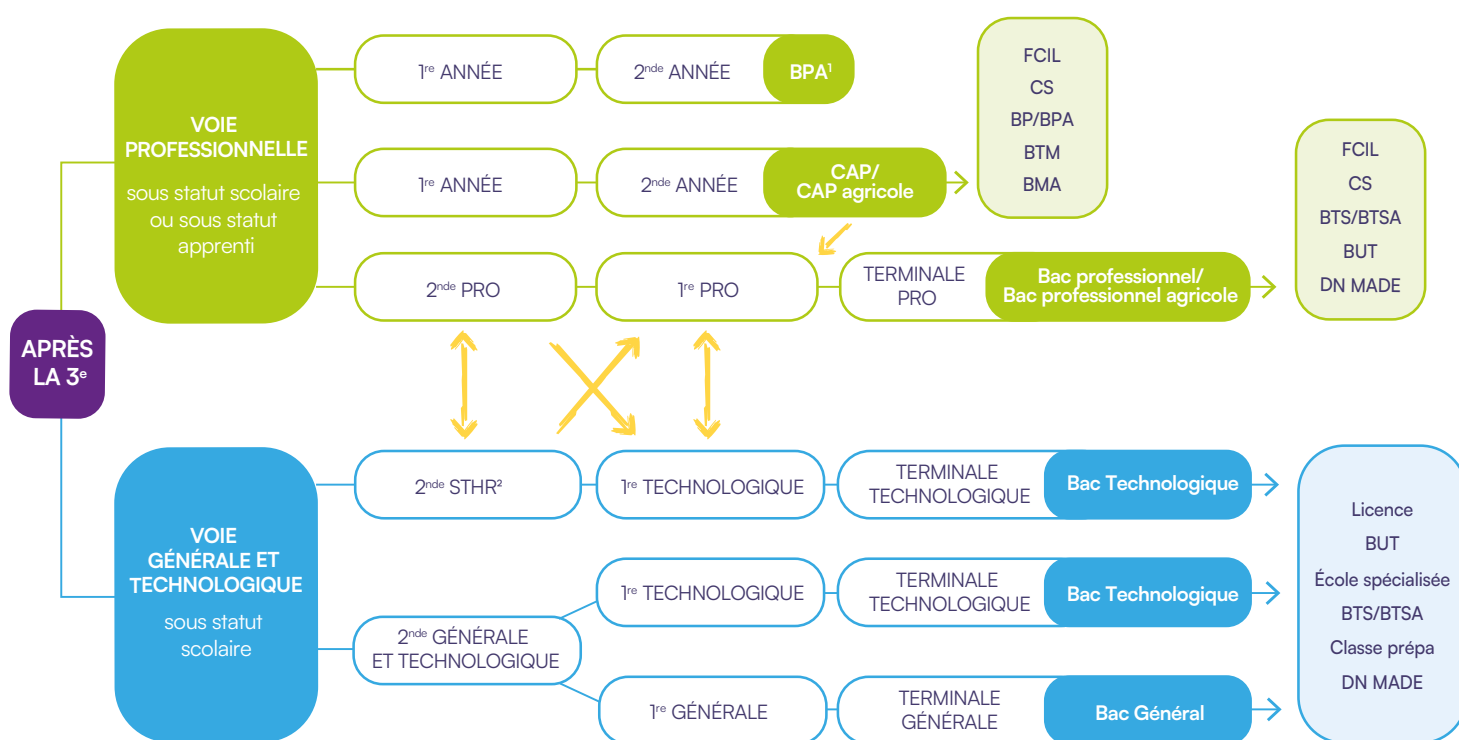 APRÈS
LA 3e
VOIE
PROFESSIONNELLE
sous statut scolaire
ou sous statut
apprenti
1re ANNÉE
2nde ANNÉE
BPA1
1re ANNÉE
2nde ANNÉE
CAP/
CAP agricole
FCIL
CS
BP/BPA
BTM
BMA
2nde PRO
1re PRO
TERMINALE
PRO
Bac professionnel/
Bac professionnel agricole
FCIL
CS
BTS/BTSA
BUT
DN MADE
VOIE
GÉNÉRALE ET
TECHNOLOGIQUE
sous statut
scolaire
2nde STHR²
1re TECHNOLOGIQUE
TERMINALE
TECHNOLOGIQUE
Bac Technologique
2nde GÉNÉRALE
ET TECHNOLOGIQUE
1re TECHNOLOGIQUE
TERMINALE
TECHNOLOGIQUE
Bac Technologique
1re GÉNÉRALE
TERMINALE
GÉNÉRALE
Bac Général
Licence
BUT
École spécialisée
BTS/BTSA
Classe prépa
DN MADE